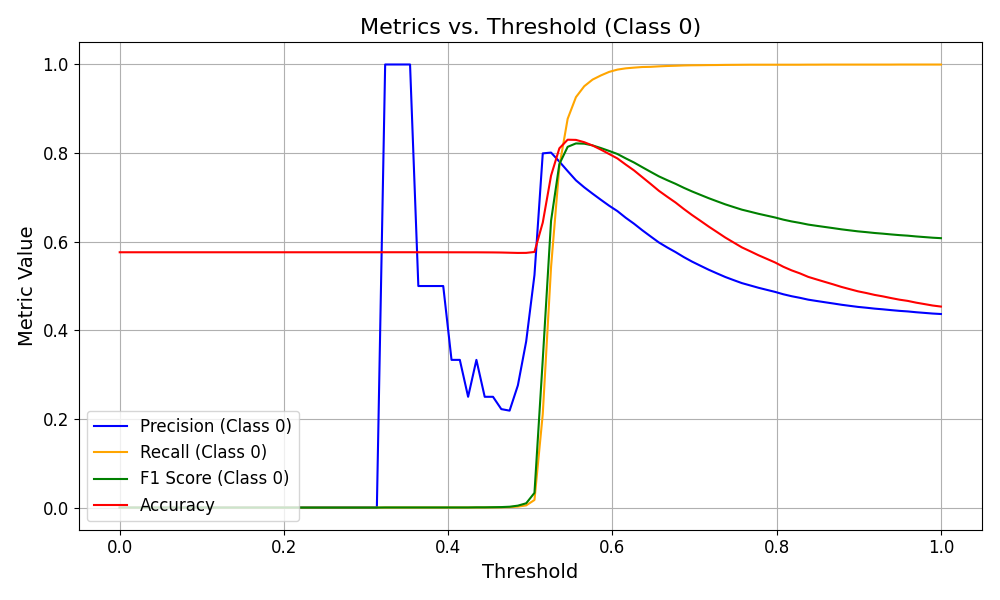 Metrics vs. Threshold (Class 0)
Metric Value
1.0
0.8
0.6
0.4
0.2
0.0
Precision (Class 0)
Recall (Class 0)
F1 Score (Class 0)
Accuracy
0.0 0.2 0.4 0.6 0.8 1.0
Threshold